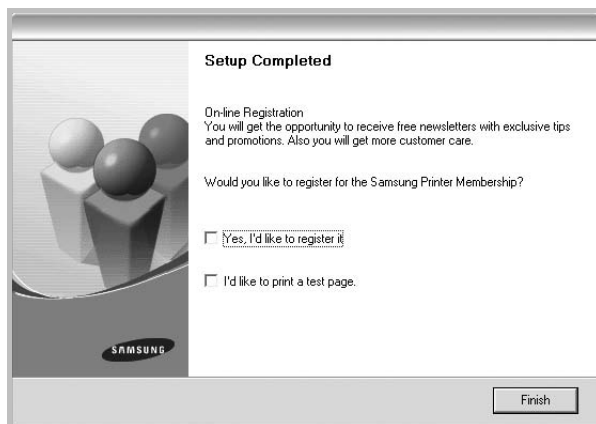 Setup Completed
On-line Registration
You will get the opportunity to receive free newsletters with exclusive tips
and promotions. Also you will get more customer care.
Would you like to register for the Samsung Printer Membership?
Yes, I'd like to register it
I'd like to print a test page.
SAMSUNG
Finish